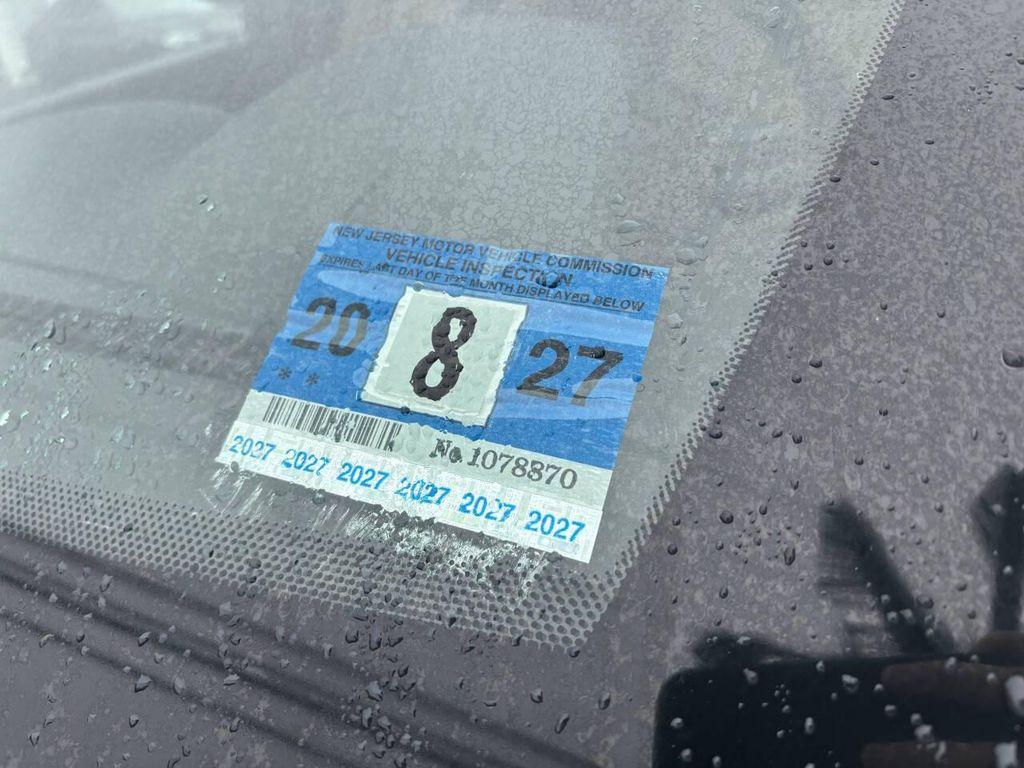 NEW JERSEY MOTOR VEHICLE COMMISSION
VEHICLE INSPECTION
EXPIRES LAST DAY OF THE MONTH DISPLAYED BELOW
20 8 27
**
No. 1078870
2027 2027 2027 2027 2027 2027